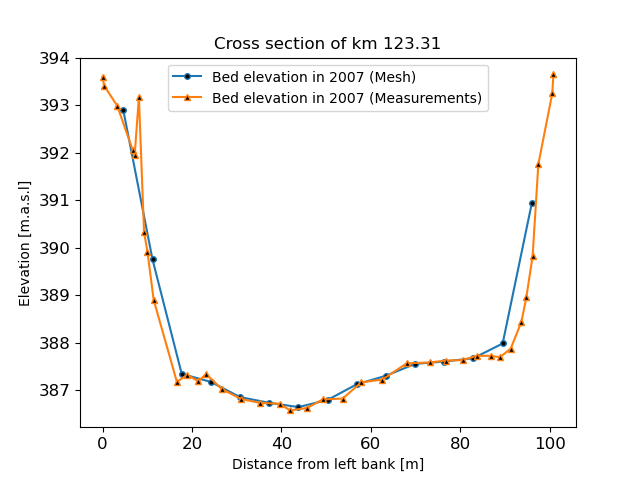 Cross section of km 123.31
Bed elevation in 2007 (Mesh)
Bed elevation in 2007 (Measurements)
394
393
392
391
390
389
388
387
Elevation [m.a.s.l]
0 20 40 60 80 100
Distance from left bank [m]